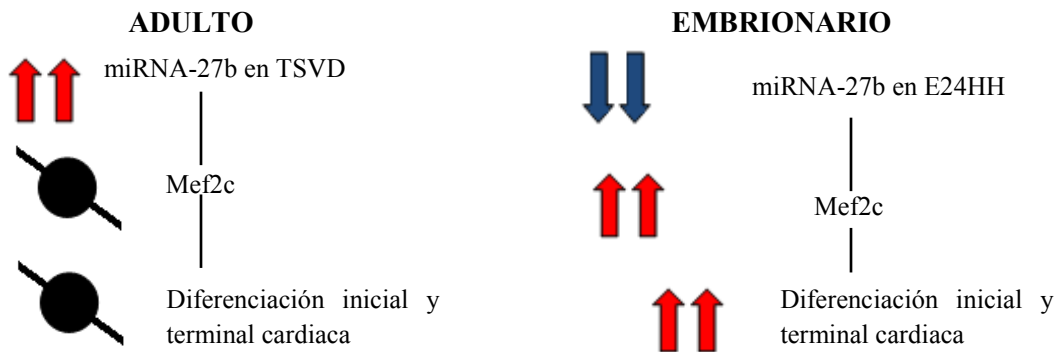 ADULTO
miRNA-27b en TSVD
Mef2c
Diferenciación inicial y
terminal cardiaca
EMBRIONARIO
miRNA-27b en E24HH
Mef2c
Diferenciación inicial y
terminal cardiaca